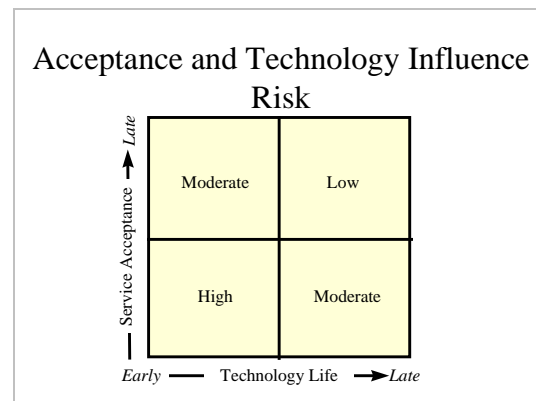 Acceptance and Technology Influence
Risk
Late
Service Acceptance
Moderate
Low
High
Moderate
Early
Technology Life
Late